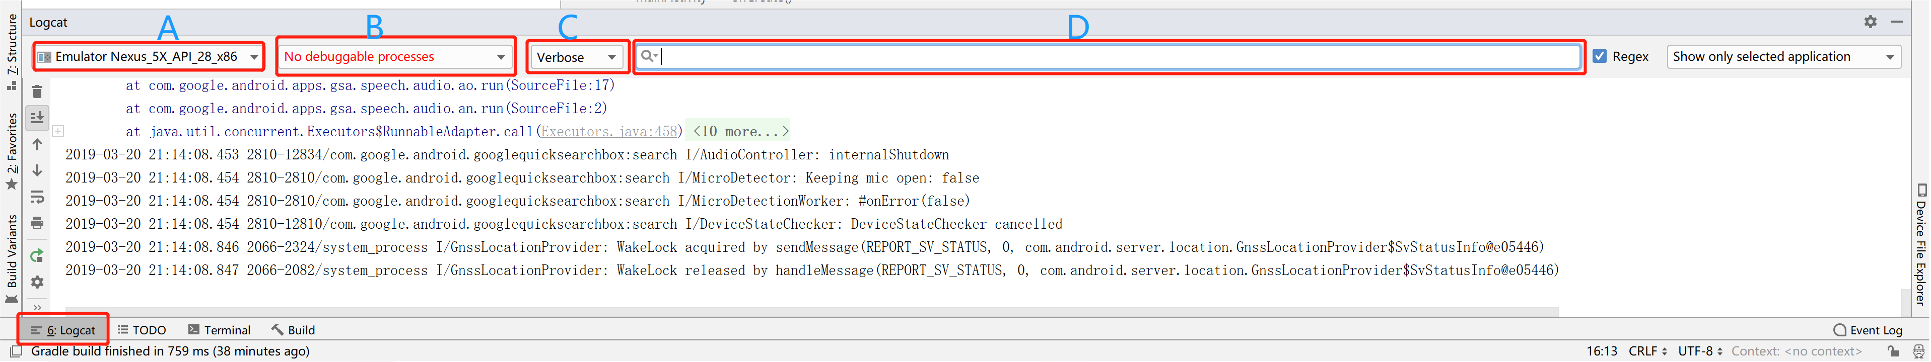 Logcat
A
B
C
D
Emulator Nexus_5X_API_28_x86
No debuggable processes
Verbose
Regex
Show only selected application
at com.google.android.apps.gsa.speech.audio.ao.run(SourceFile:17)
at com.google.android.apps.gsa.speech.audio.an.run(SourceFile:2)
at java.util.concurrent.Executors$RunnableAdapter.call(Executors.java:458) <10 more...>
2019-03-20 21:14:08.453 2810-12834/com.google.android.googlequicksearchbox:search I/AudioController: internalShutdown
2019-03-20 21:14:08.454 2810-2810/com.google.android.googlequicksearchbox:search I/MicroDetector: Keeping mic open: false
2019-03-20 21:14:08.454 2810-2810/com.google.android.googlequicksearchbox:search I/MicroDetectionWorker: #onError(false)
2019-03-20 21:14:08.454 2810-12810/com.google.android.googlequicksearchbox:search I/DeviceStateChecker: DeviceStateChecker cancelled
2019-03-20 21:14:08.846 2066-2324/system_process I/GnssLocationProvider: WakeLock acquired by sendMessage(REPORT_SV_STATUS, 0, com.android.server.location.GnssLocationProvider$SvStatusInfo@e05446)
2019-03-20 21:14:08.847 2066-2082/system_process I/GnssLocationProvider: WakeLock released by handleMessage(REPORT_SV_STATUS, 0, com.android.server.location.GnssLocationProvider$SvStatusInfo@e05446)
7: Structure
2: Favorites
Build Variants
Device File Explorer
6: Logcat
TODO
Terminal
Build
Event Log
Gradle build finished in 759 ms (38 minutes ago)
16:13
CRLF
UTF-8
Context: <no context>